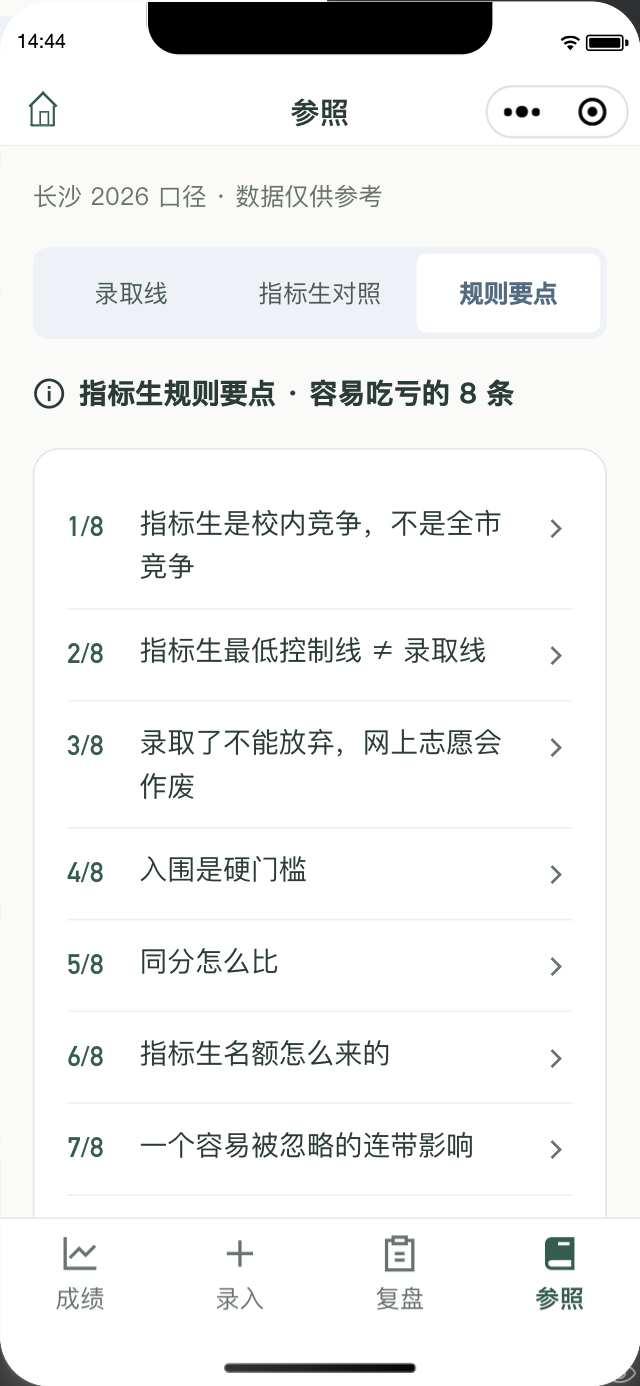 14:44
参照
长沙 2026 口径 · 数据仅供参考
录取线
指标生对照
规则要点
指标生规则要点 · 容易吃亏的 8 条
1/8
指标生是校内竞争，不是全市
竞争
2/8
指标生最低控制线 ≠ 录取线
3/8
录取了不能放弃，网上志愿会
作废
4/8
入围是硬门槛
5/8
同分怎么比
6/8
指标生名额怎么来的
7/8
一个容易被忽略的连带影响
成绩
录入
复盘
参照